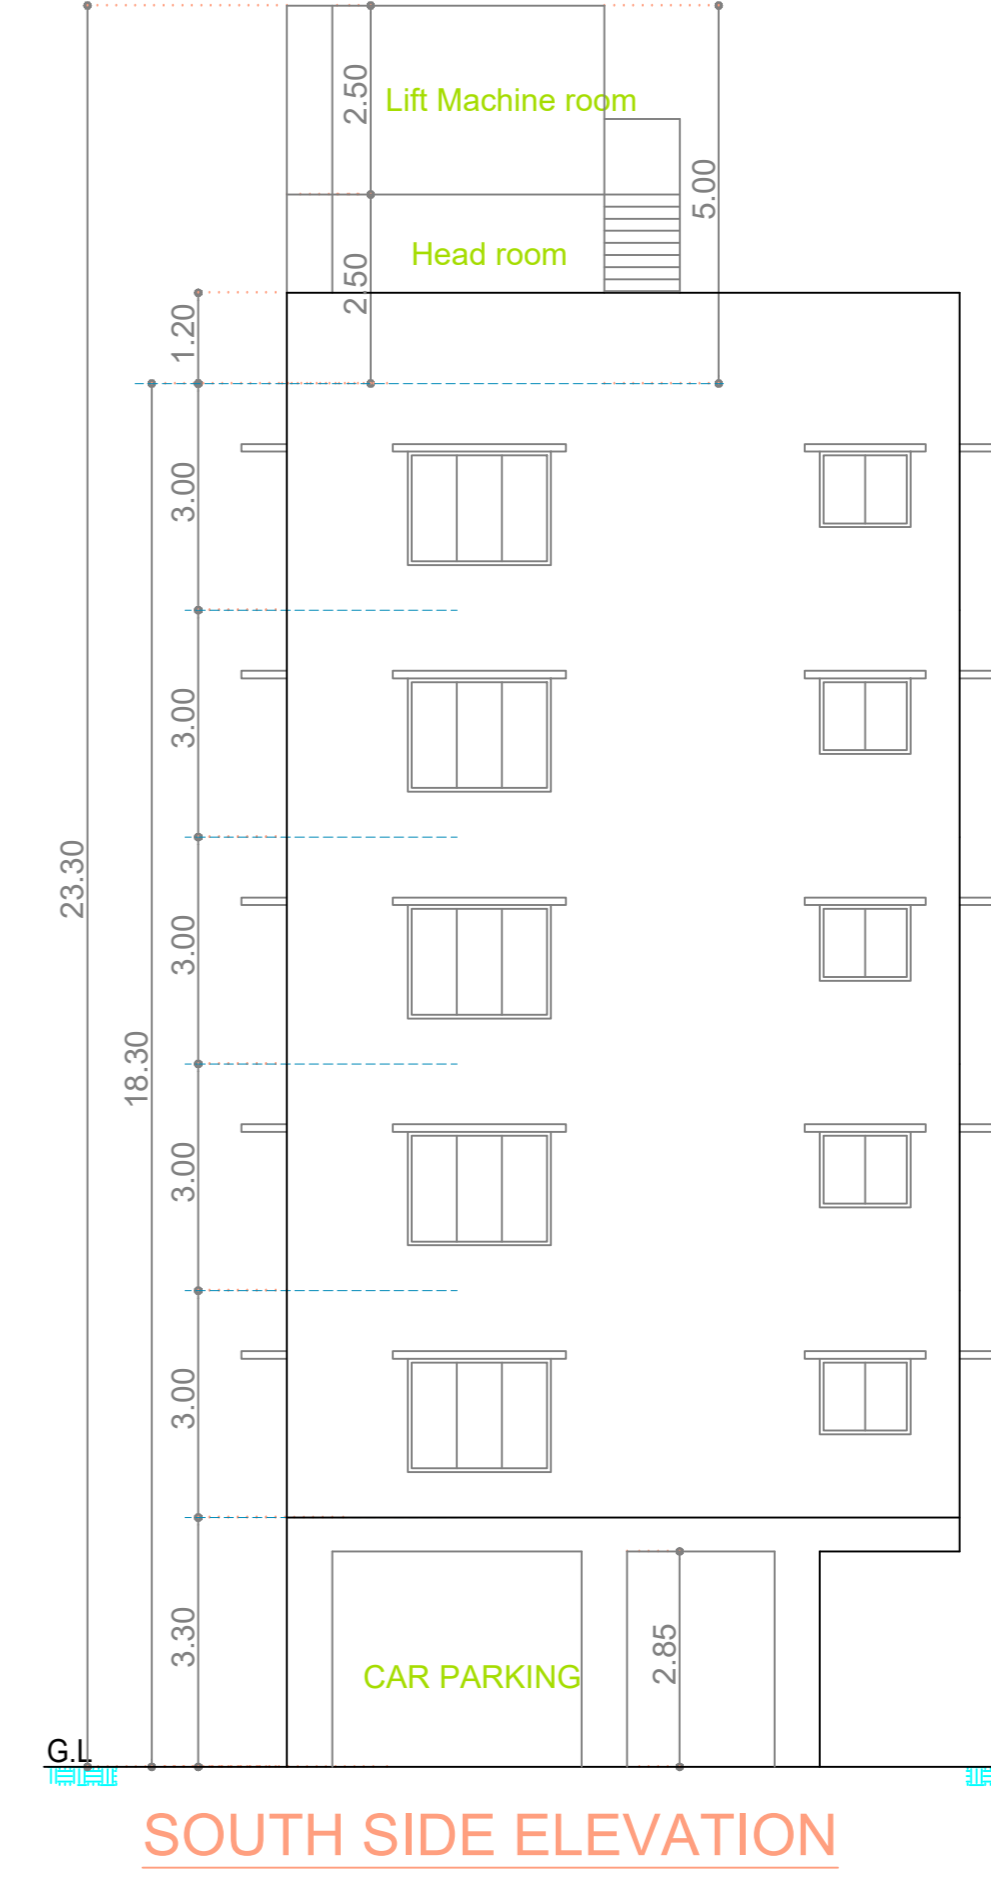 2.50
Lift Machine room
5.00
Head room
2.50
1.20
3.00
3.00
23.30
3.00
18.30
3.00
3.00
3.30
2.85
CAR PARKING
G.L
SOUTH SIDE ELEVATION